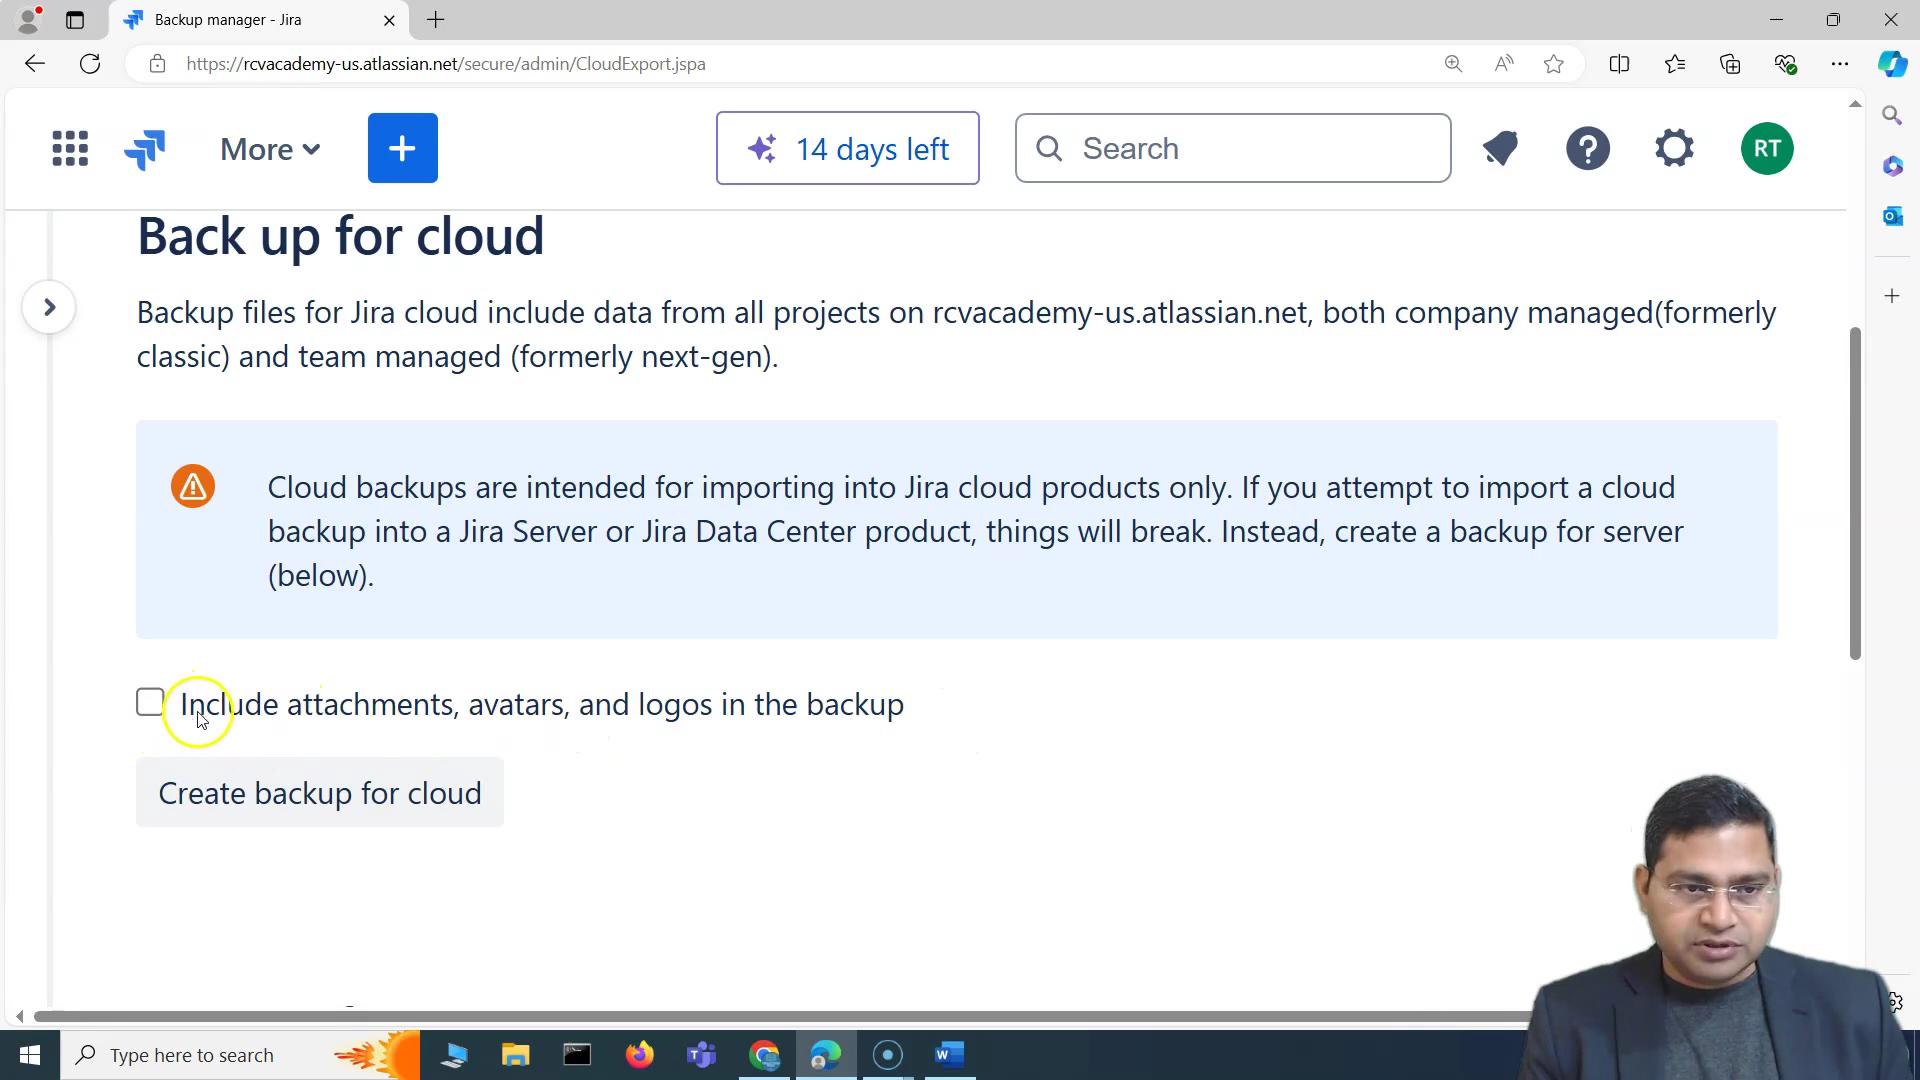 Backup manager - Jira
https://rcvacademy-us.atlassian.net/secure/admin/CloudExport.jspa
More
14 days left
Search
RT
Back up for cloud
Backup files for Jira cloud include data from all projects on rcvacademy-us.atlassian.net, both company managed(formerly
classic) and team managed (formerly next-gen).
Cloud backups are intended for importing into Jira cloud products only. If you attempt to import a cloud
backup into a Jira Server or Jira Data Center product, things will break. Instead, create a backup for server
(below).
Include attachments, avatars, and logos in the backup
Create backup for cloud
Type here to search